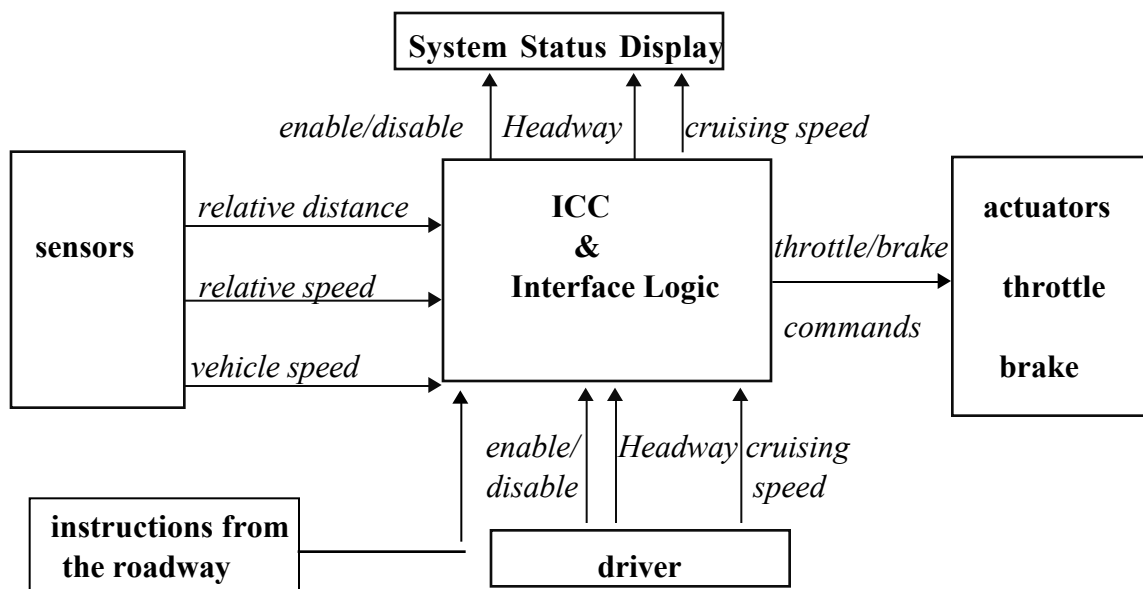 System Status Display
enable/disable Headway cruising speed
sensors
relative distance
relative speed
vehicle speed
ICC
&
Interface Logic
throttle/brake
commands
actuators
throttle
brake
enable/
disable
Headway cruising
speed
instructions from
the roadway
driver